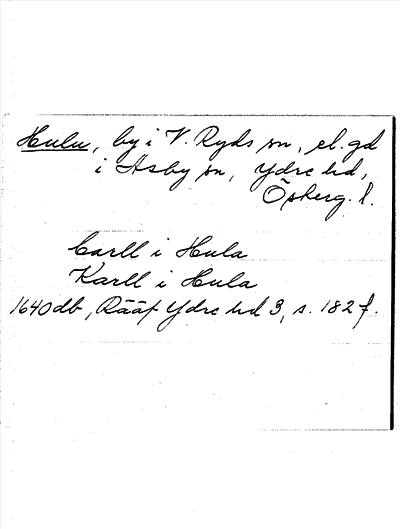 Hulu, by i V. Ryds sn, el. gd
i Asby sn, Ydre hd,
Österg. l.
Carll i Hula
Karll i Hula
1640 db, Rääf Ydre hd 3, s. 182 f.